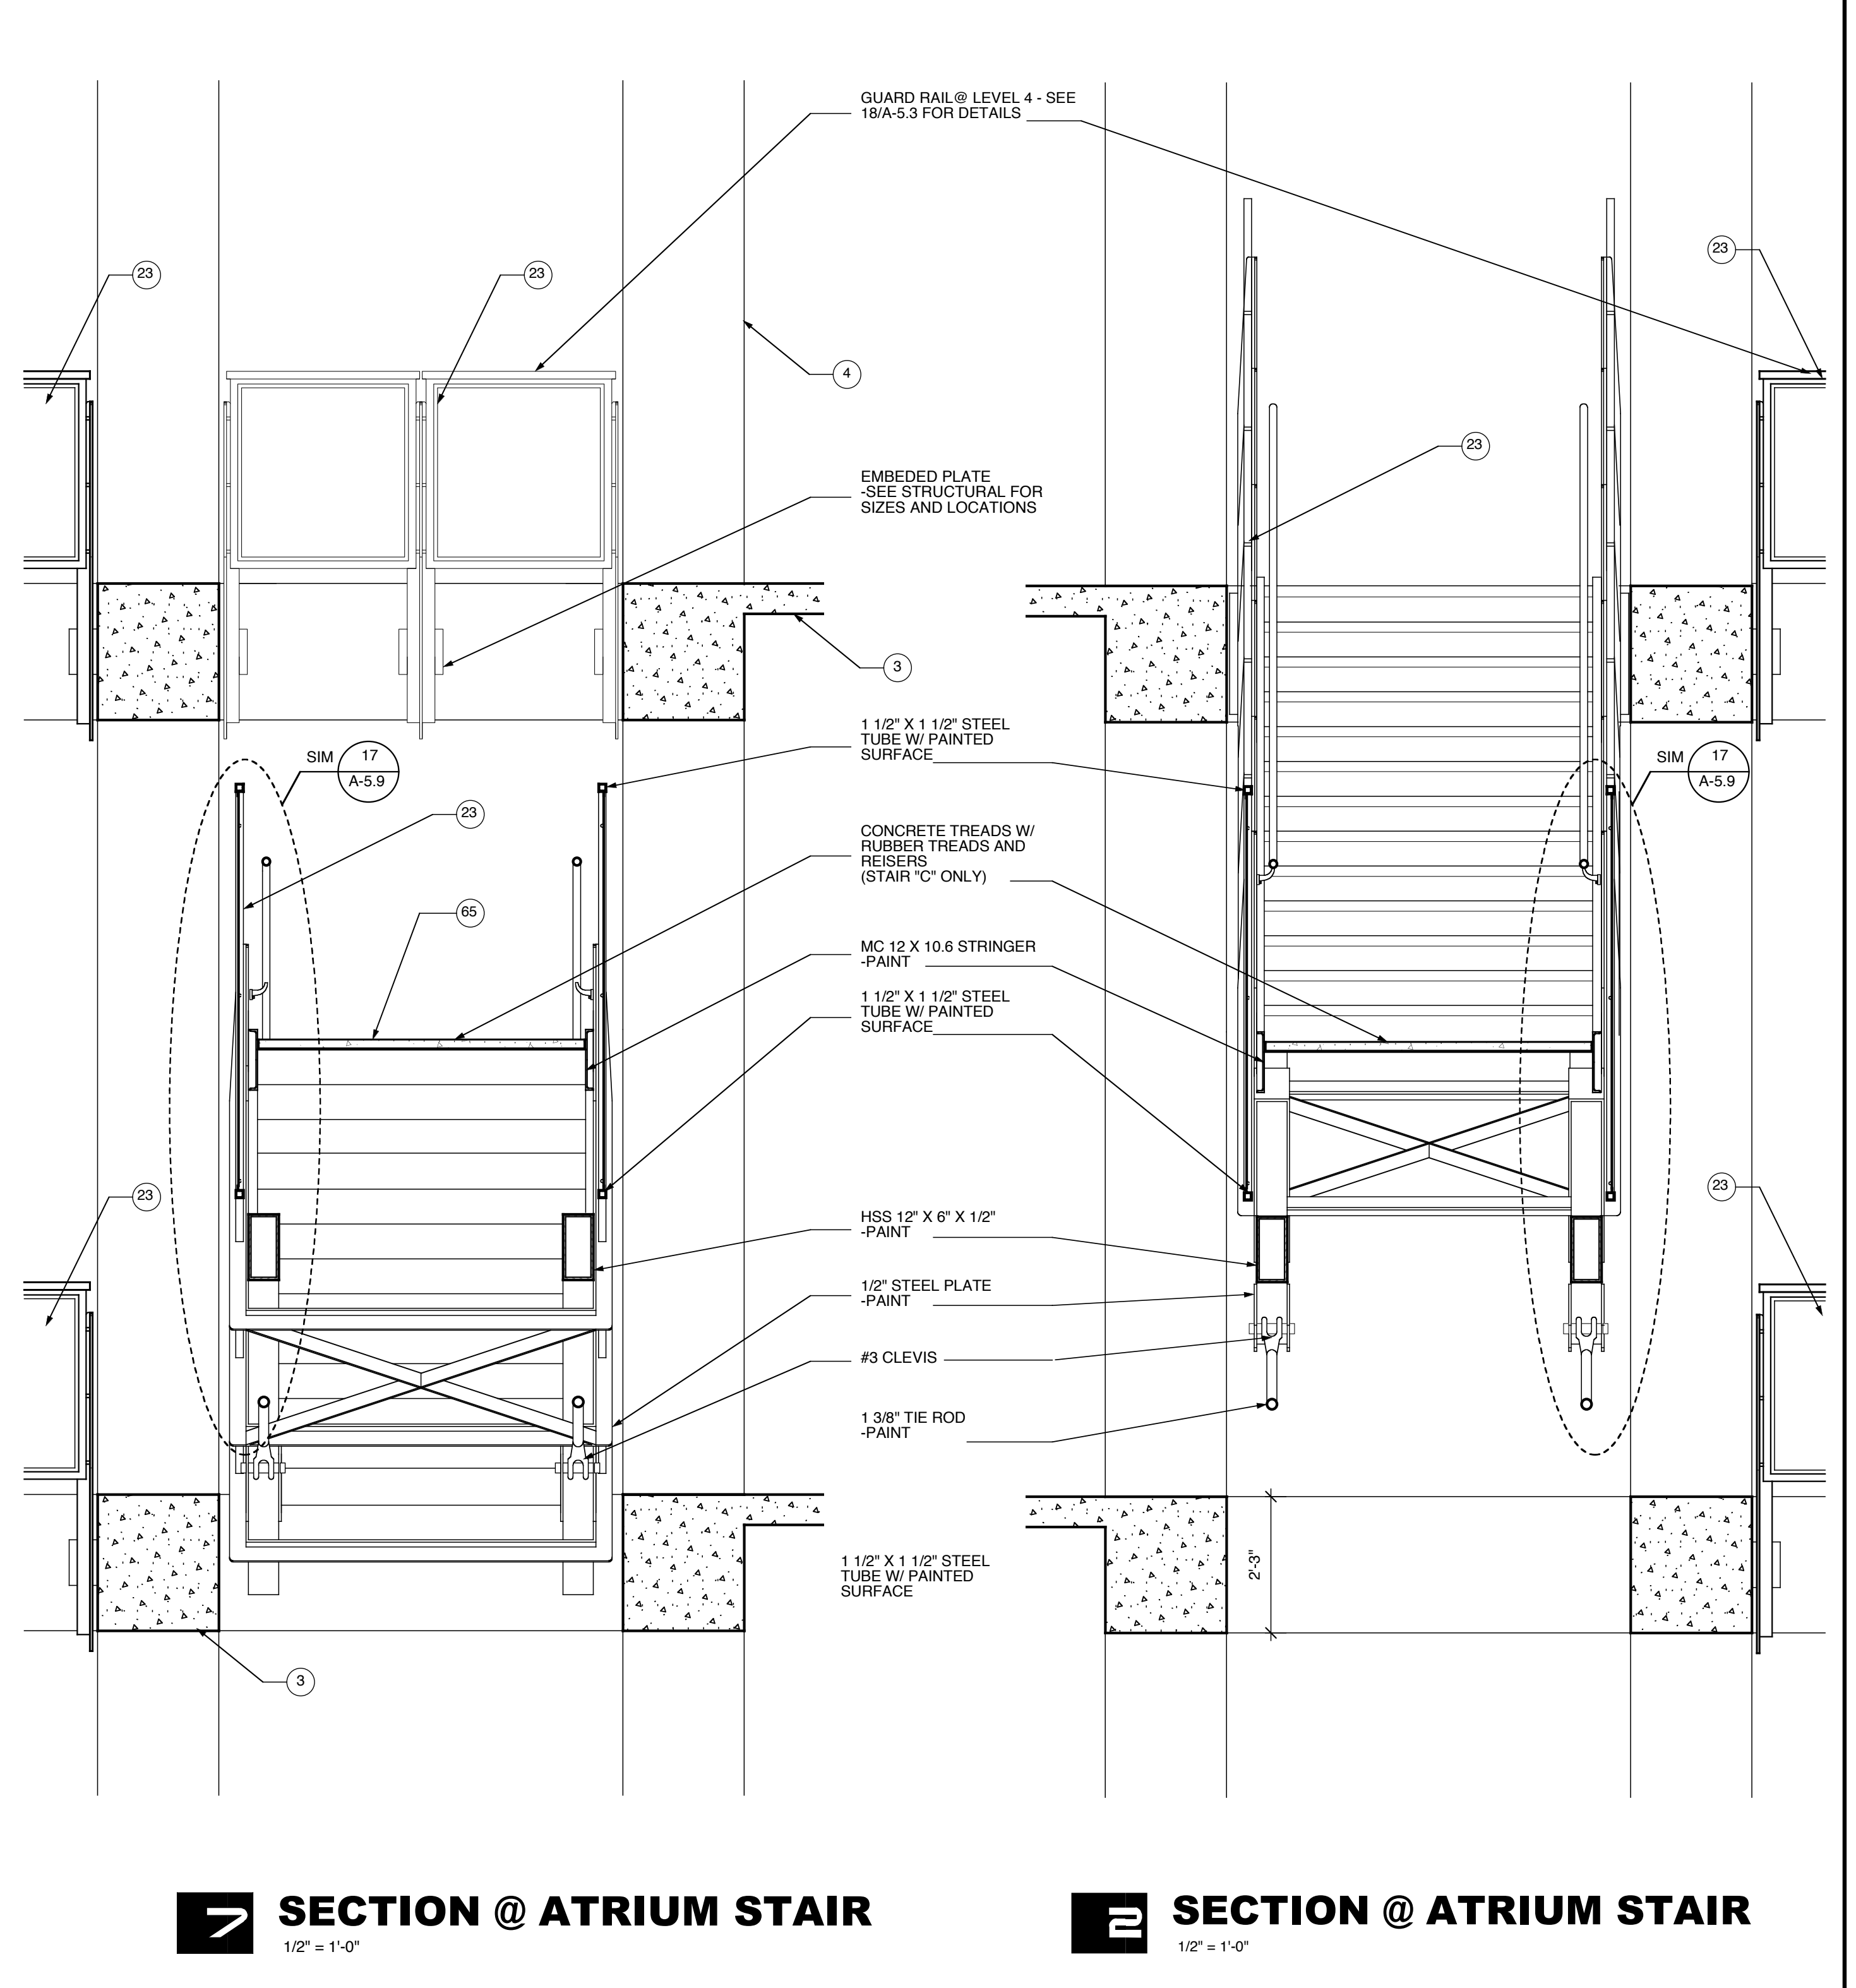 GUARD RAIL@ LEVEL 4 - SEE
18/A-5.3 FOR DETAILS
23
23
23
4
23
EMBEDED PLATE
-SEE STRUCTURAL FOR
SIZES AND LOCATIONS
3
1 1/2" X 1 1/2" STEEL
TUBE W/ PAINTED
SURFACE
SIM
17
A-5.9
SIM
17
A-5.9
23
CONCRETE TREADS W/
RUBBER TREADS AND
REISERS
(STAIR "C" ONLY)
65
MC 12 X 10.6 STRINGER
-PAINT
1 1/2" X 1 1/2" STEEL
TUBE W/ PAINTED
SURFACE
23
23
HSS 12" X 6" X 1/2"
-PAINT
1/2" STEEL PLATE
-PAINT
#3 CLEVIS
1 3/8" TIE ROD
-PAINT
1 1/2" X 1 1/2" STEEL
TUBE W/ PAINTED
SURFACE
2'-3"
3
7
SECTION @ ATRIUM STAIR
1/2" = 1'-0"
2
SECTION @ ATRIUM STAIR
1/2" = 1'-0"